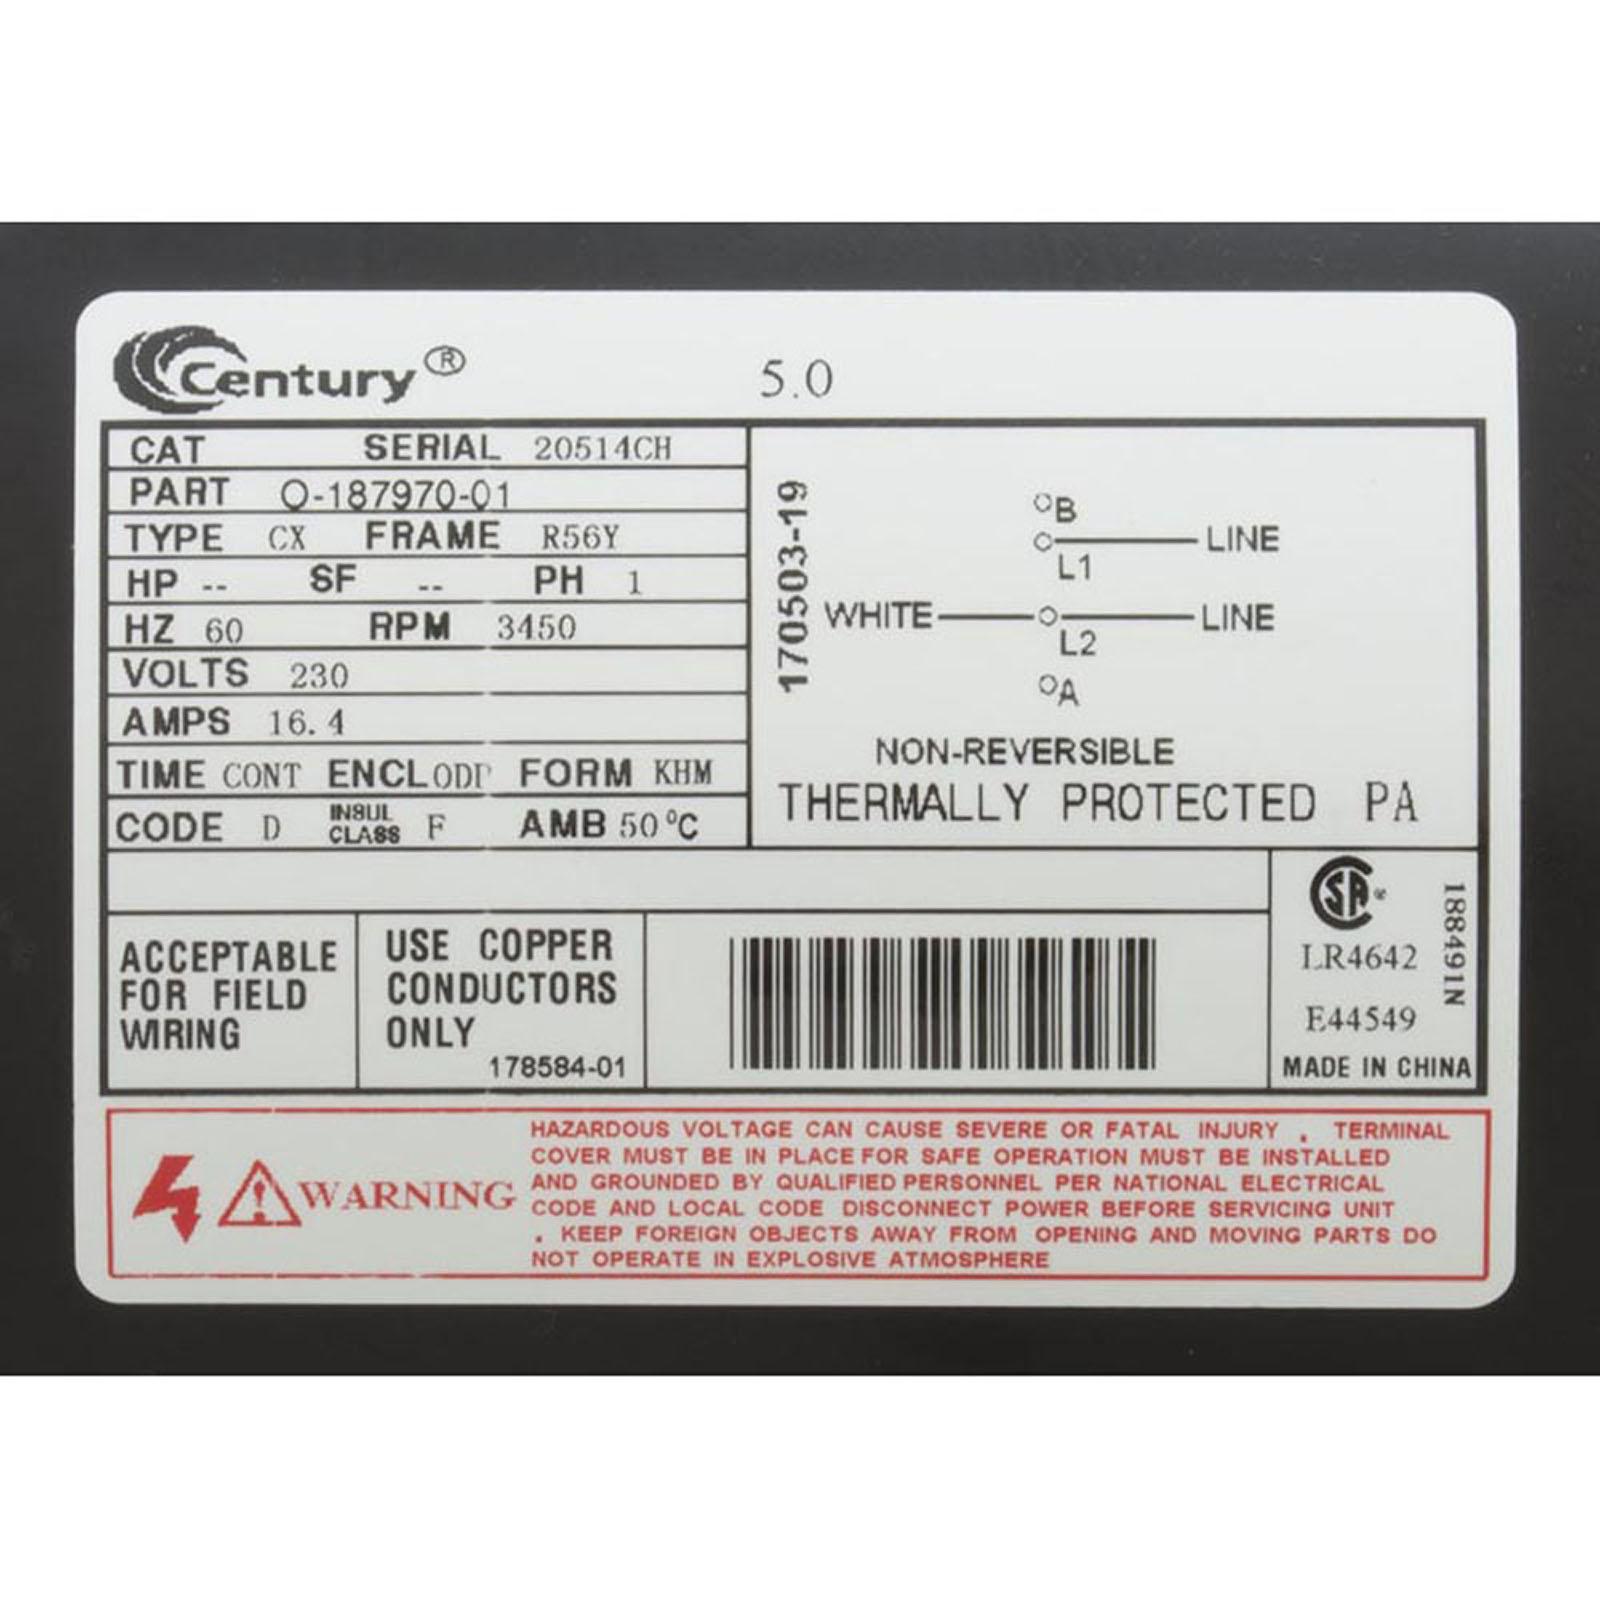 Century®
5.0
CAT SERIAL 20514CH
PART O-187970-01
TYPE CX FRAME R56Y
HP -- SF -- PH 1
HZ 60 RPM 3450
VOLTS 230
AMPS 16.4
TIME CONT ENCL ODP FORM KHM
CODE D INSUL CLASS F AMB 50°C
170503-19
B
LINE
L1
WHITE LINE
L2
A
NON-REVERSIBLE
THERMALLY PROTECTED PA
ACCEPTABLE
FOR FIELD
WIRING
USE COPPER
CONDUCTORS
ONLY
178584-01
SA®
LR4642
E44549
188491N
MADE IN CHINA
WARNING
HAZARDOUS VOLTAGE CAN CAUSE SEVERE OR FATAL INJURY . TERMINAL
COVER MUST BE IN PLACE FOR SAFE OPERATION MUST BE INSTALLED
AND GROUNDED BY QUALIFIED PERSONNEL PER NATIONAL ELECTRICAL
CODE AND LOCAL CODE DISCONNECT POWER BEFORE SERVICING UNIT
. KEEP FOREIGN OBJECTS AWAY FROM OPENING AND MOVING PARTS DO
NOT OPERATE IN EXPLOSIVE ATMOSPHERE